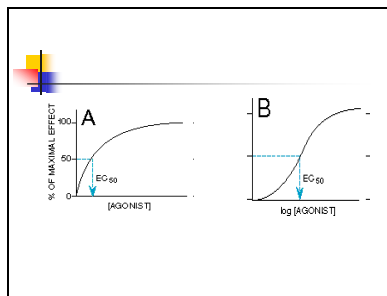 A
B
% OF MAXIMAL EFFECT
100
50
0
EC50
[AGONIST]
EC50
log [AGONIST]